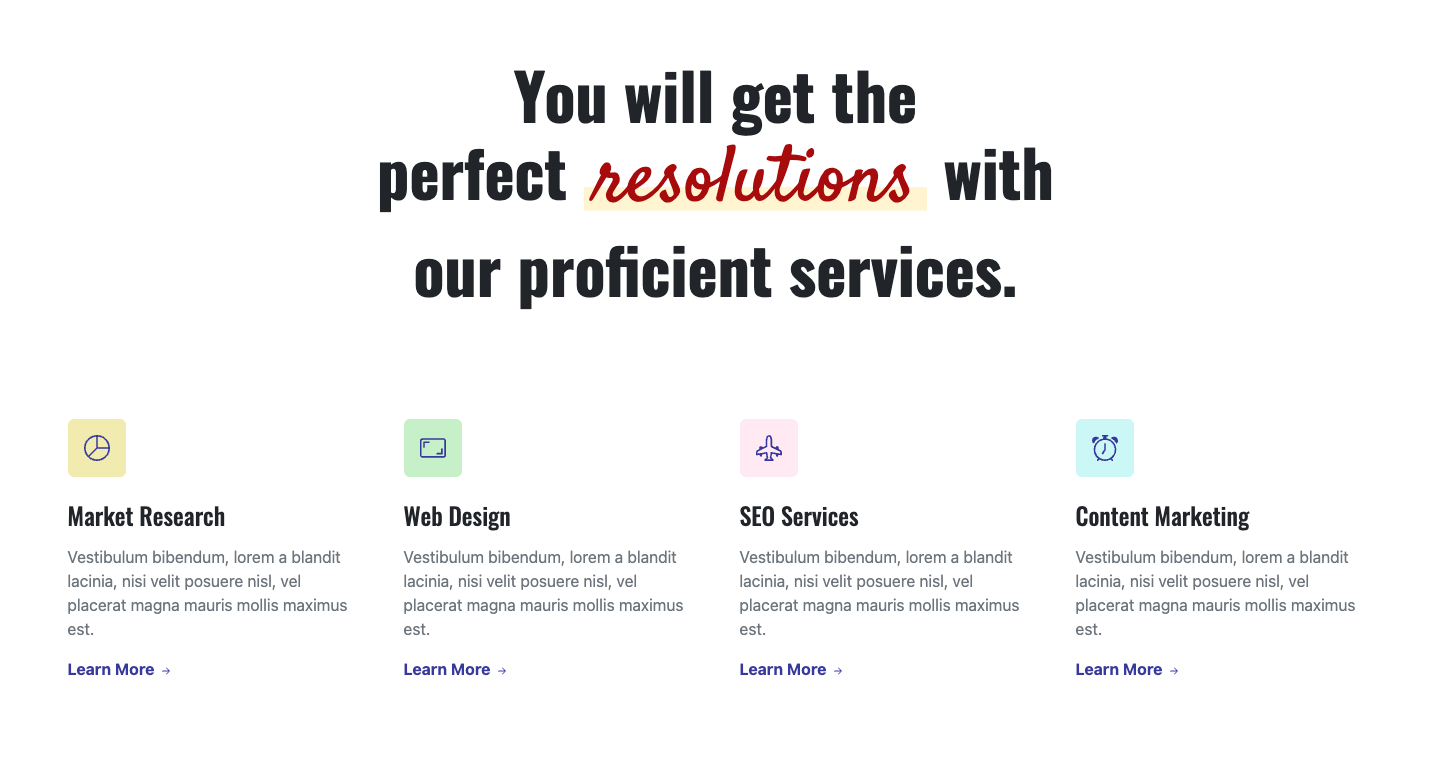 You will get the
perfect resolutions with
our proficient services.
Market Research
Vestibulum bibendum, lorem a blandit
lacinia, nisi velit posuere nisl, vel
placerat magna mauris mollis maximus
est.
Learn More →
Web Design
Vestibulum bibendum, lorem a blandit
lacinia, nisi velit posuere nisl, vel
placerat magna mauris mollis maximus
est.
Learn More →
SEO Services
Vestibulum bibendum, lorem a blandit
lacinia, nisi velit posuere nisl, vel
placerat magna mauris mollis maximus
est.
Learn More →
Content Marketing
Vestibulum bibendum, lorem a blandit
lacinia, nisi velit posuere nisl, vel
placerat magna mauris mollis maximus
est.
Learn More →